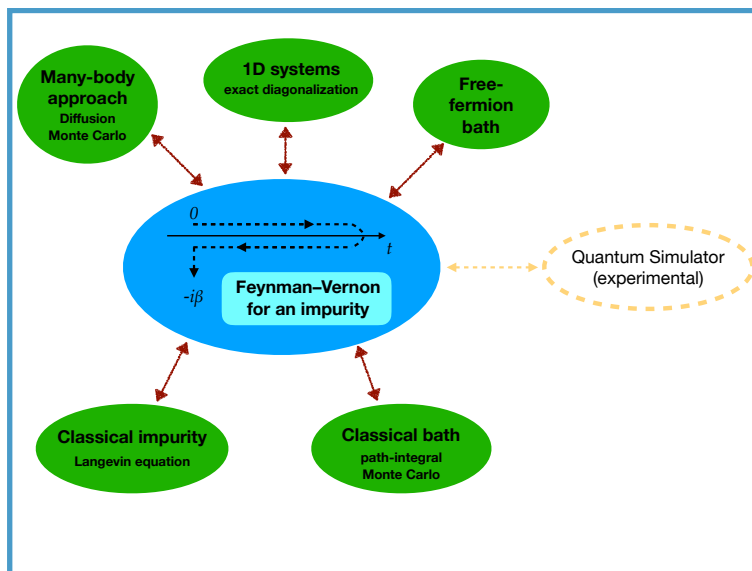 Many-body
approach
Diffusion
Monte Carlo
1D systems
exact diagonalization
Free-
fermion
bath
0
t
-iβ
Feynman–Vernon
for an impurity
Quantum Simulator
(experimental)
Classical impurity
Langevin equation
Classical bath
path-integral
Monte Carlo